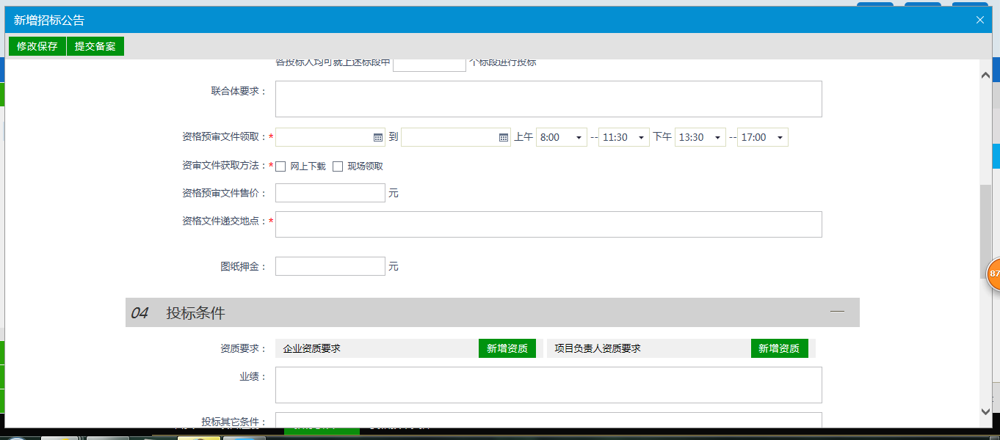 新增招标公告
修改保存 提交备案
各投标人均可就上述标段中 个标段进行投标
联合体要求：
资格预审文件领取：* 到 上午 8:00 -- 11:30 下午 13:30 -- 17:00
资审文件获取方法：* 网上下载 现场领取
资格预审文件售价： 元
资格文件递交地点：*
图纸押金： 元
04 投标条件
资质要求： 企业资质要求 新增资质 项目负责人资质要求 新增资质
业绩：
投标其它条件：
87